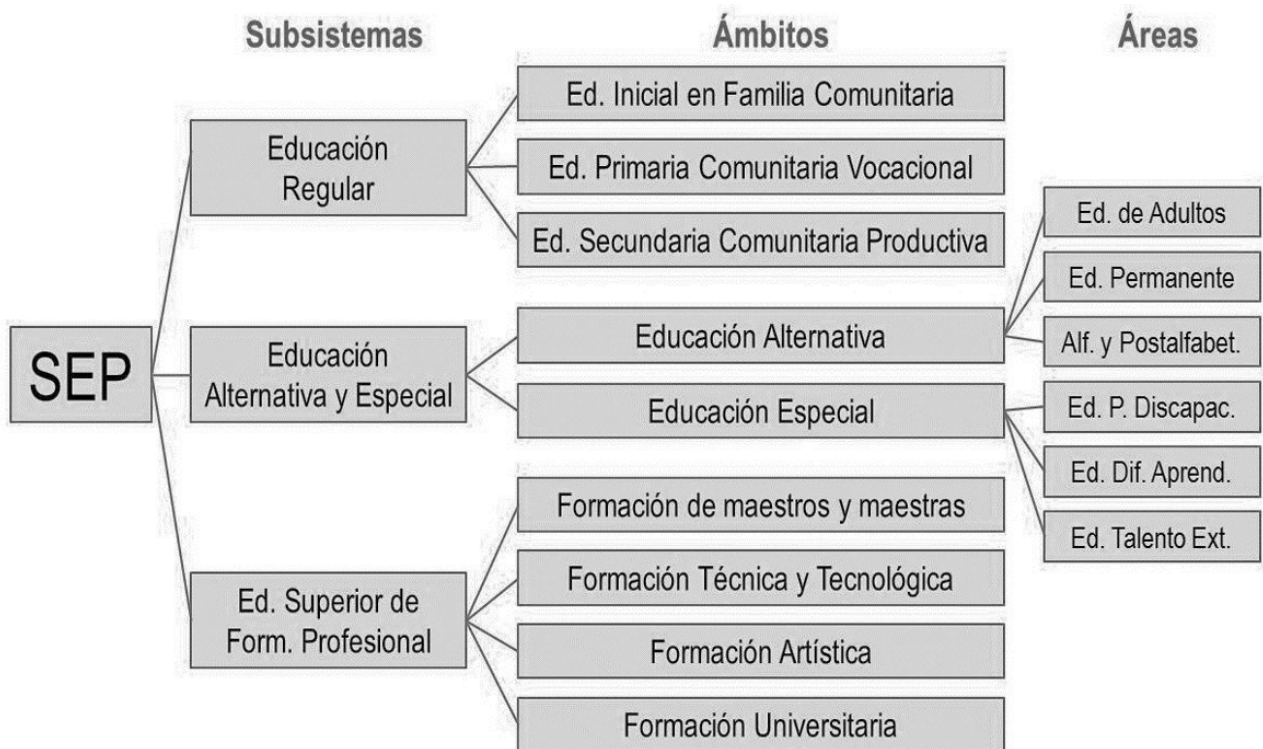 Subsistemas
Ámbitos
Áreas
SEP
Educación
Regular
Ed. Inicial en Familia Comunitaria
Ed. Primaria Comunitaria Vocacional
Ed. Secundaria Comunitaria Productiva
Educación
Alternativa y Especial
Educación Alternativa
Ed. de Adultos
Ed. Permanente
Alf. y Postalfabet.
Educación Especial
Ed. P. Discapac.
Ed. Dif. Aprend.
Ed. Talento Ext.
Ed. Superior de
Form. Profesional
Formación de maestros y maestras
Formación Técnica y Tecnológica
Formación Artística
Formación Universitaria